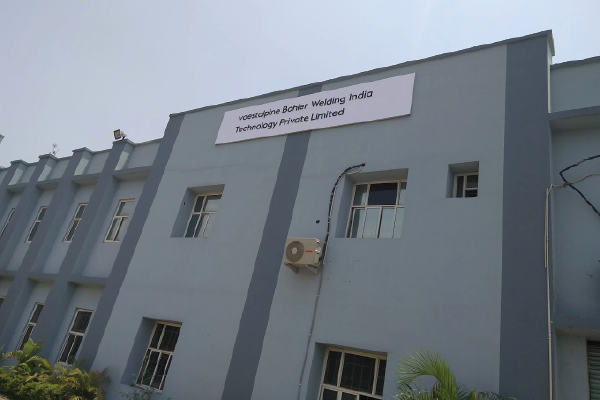 voestalpine Bohler Welding India
Technology Private Limited